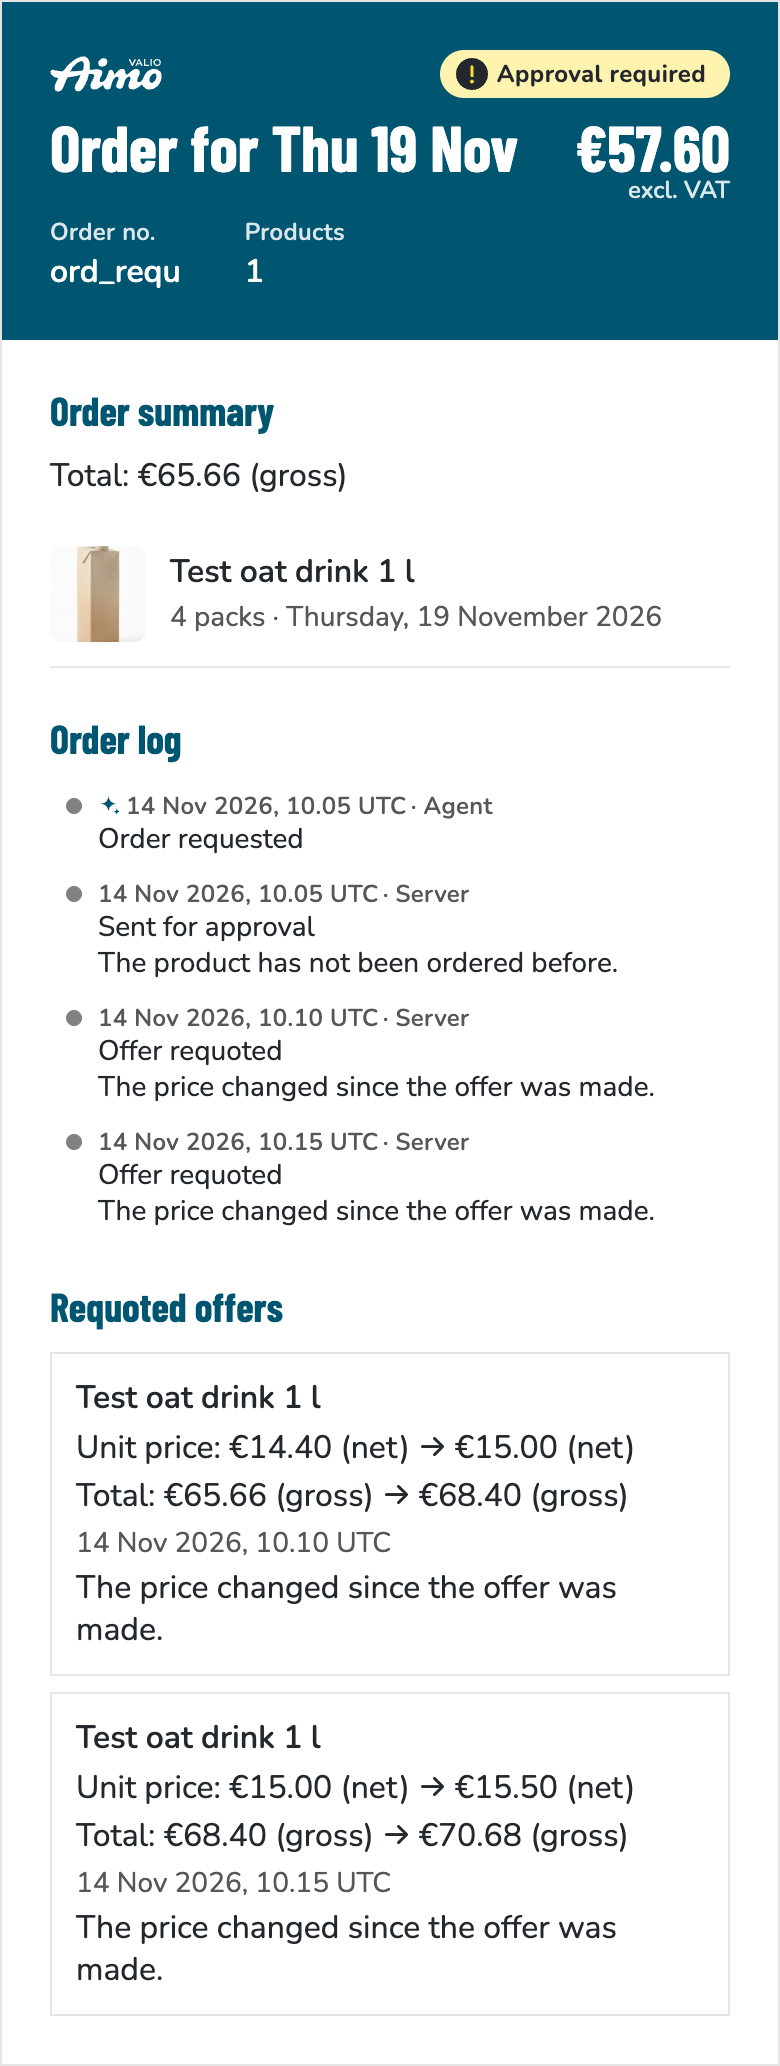 VALIO
Aimo
! Approval required
Order for Thu 19 Nov
€57.60
excl. VAT
Order no.
Products
ord_requ
1
Order summary
Total: €65.66 (gross)
Test oat drink 1 l
4 packs · Thursday, 19 November 2026
Order log
14 Nov 2026, 10.05 UTC · Agent
Order requested
14 Nov 2026, 10.05 UTC · Server
Sent for approval
The product has not been ordered before.
14 Nov 2026, 10.10 UTC · Server
Offer requoted
The price changed since the offer was made.
14 Nov 2026, 10.15 UTC · Server
Offer requoted
The price changed since the offer was made.
Requoted offers
Test oat drink 1 l
Unit price: €14.40 (net) → €15.00 (net)
Total: €65.66 (gross) → €68.40 (gross)
14 Nov 2026, 10.10 UTC
The price changed since the offer was
made.
Test oat drink 1 l
Unit price: €15.00 (net) → €15.50 (net)
Total: €68.40 (gross) → €70.68 (gross)
14 Nov 2026, 10.15 UTC
The price changed since the offer was
made.